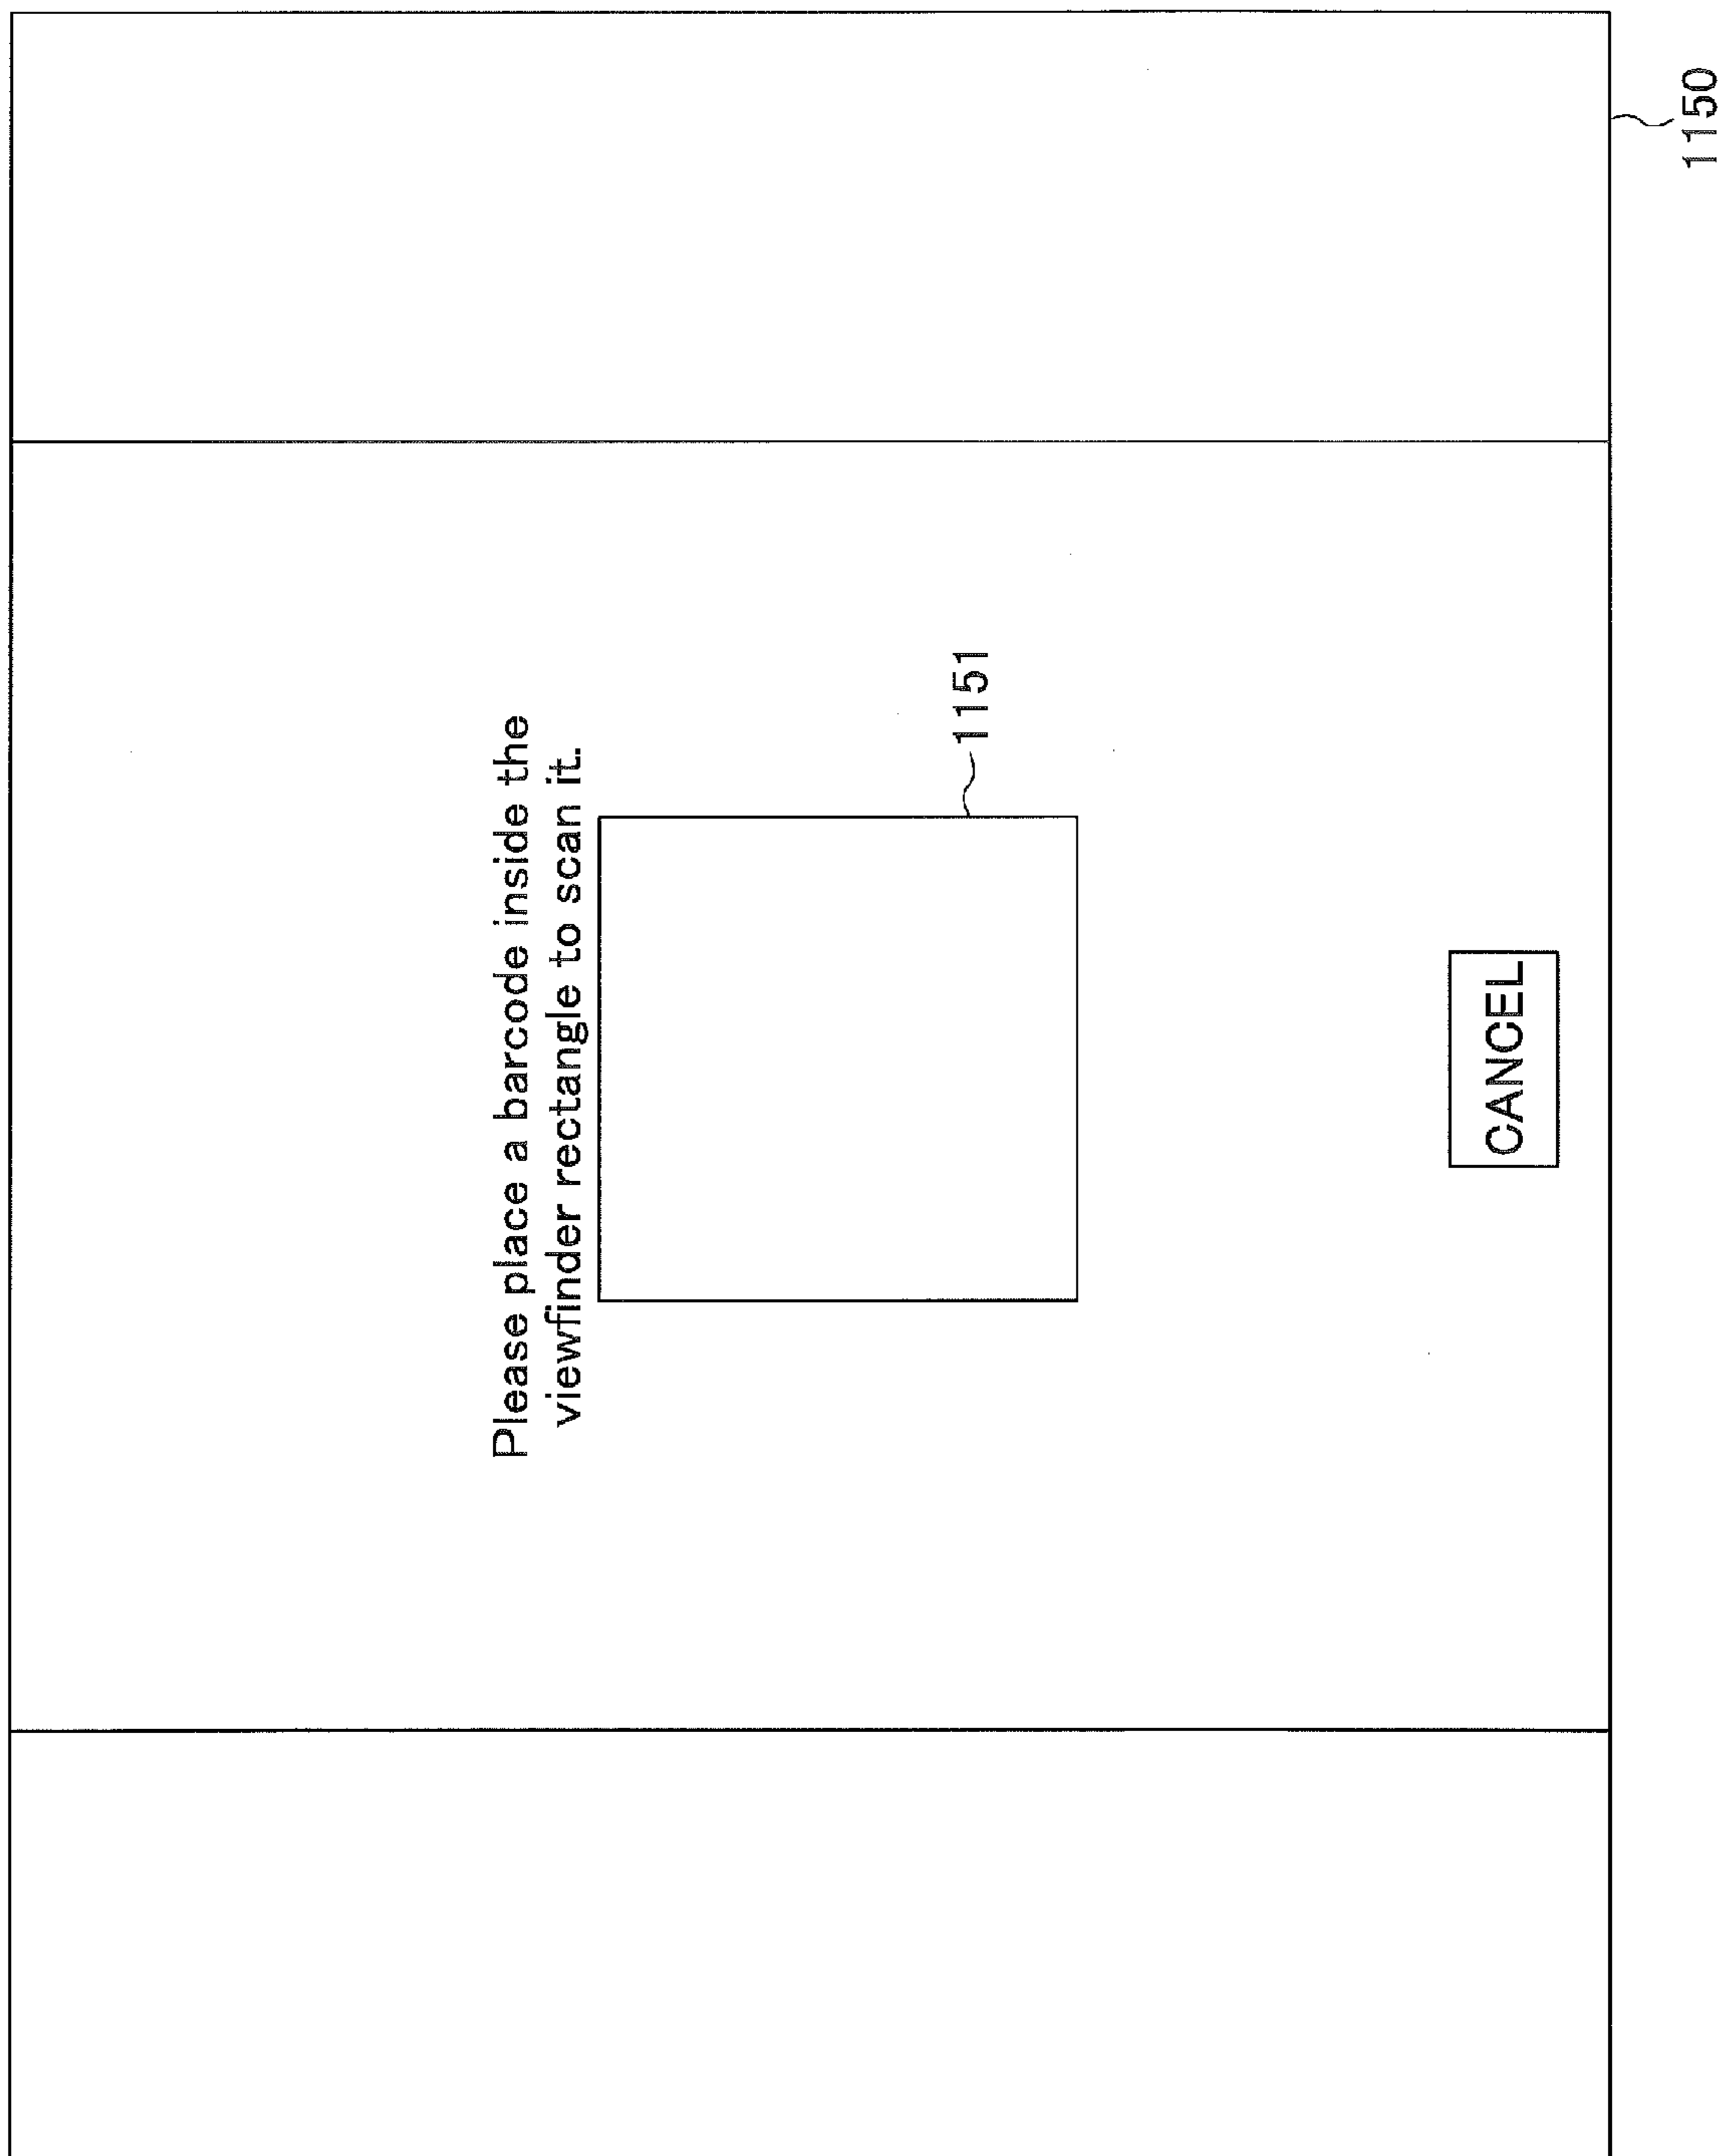 Please place a barcode inside the
viewfinder rectangle to scan it.
1151
CANCEL
1150